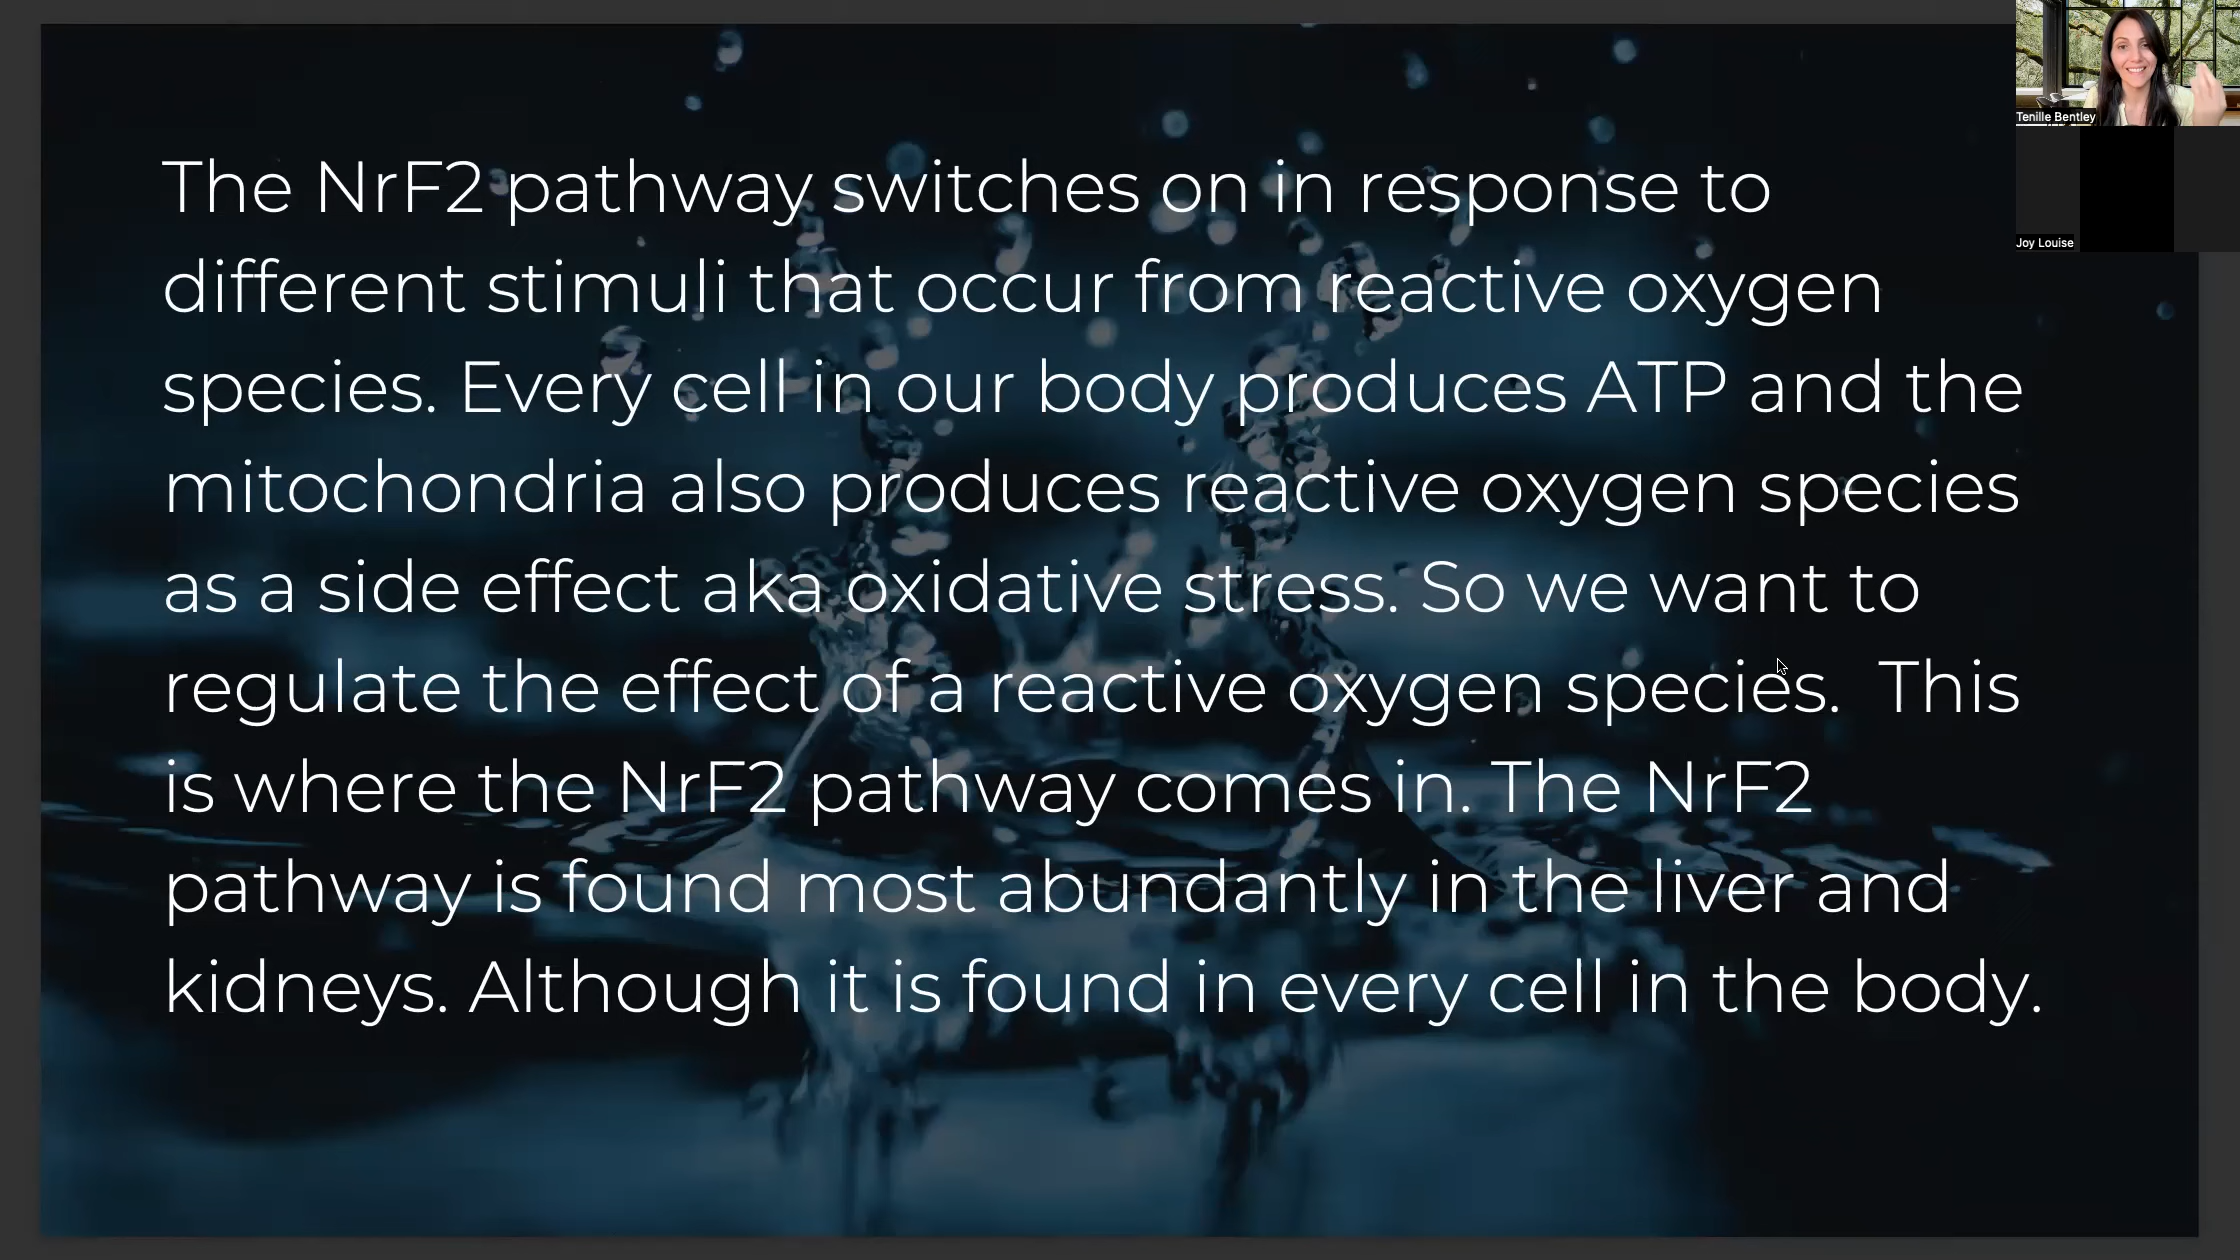 The NrF2 pathway switches on in response to
different stimuli that occur from reactive oxygen
species. Every cell in our body produces ATP and the
mitochondria also produces reactive oxygen species
as a side effect aka oxidative stress. So we want to
regulate the effect of a reactive oxygen species.  This
is where the NrF2 pathway comes in. The NrF2
pathway is found most abundantly in the liver and
kidneys. Although it is found in every cell in the body.
Tenille Bentley
Joy Louise